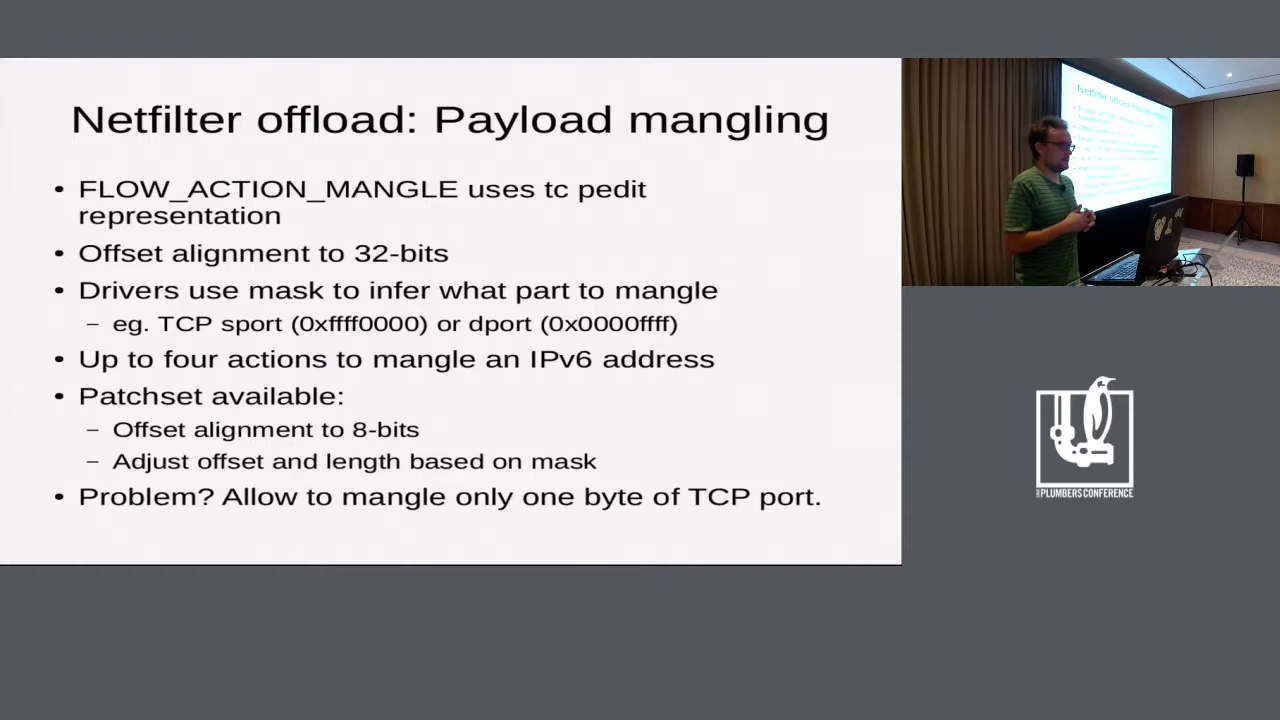 Netfilter offload: Payload mangling
• FLOW_ACTION_MANGLE uses tc pedit
representation
• Offset alignment to 32-bits
• Drivers use mask to infer what part to mangle
– eg. TCP sport (0xffff0000) or dport (0x0000ffff)
• Up to four actions to mangle an IPv6 address
• Patchset available:
– Offset alignment to 8-bits
– Adjust offset and length based on mask
• Problem? Allow to mangle only one byte of TCP port.
Netfilter offload: Payload
PLUMBERS CONFERENCE